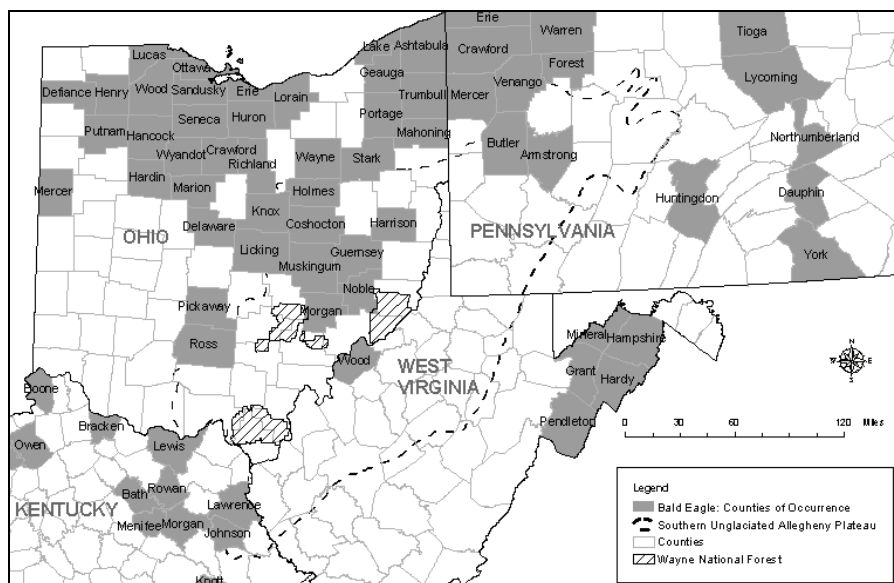 Lucas
Ottawa
Lake
Ashtabula
Geauga
Erie
Warren
Crawford
Forest
Venango
Mercer
Tioga
Lycoming
Defiance
Henry
Wood
Sandusky
Erie
Lorain
Trumbull
Portage
Mahoning
Putnam
Seneca
Huron
Hancock
Wyandot
Crawford
Richland
Wayne
Stark
Butler
Armstrong
Northumberland
Hardin
Marion
Mercer
Holmes
Knox
Coshocton
Harrison
Delaware
Huntingdon
Dauphin
OHIO
PENNSYLVANIA
Licking
Guernsey
Muskingum
York
Noble
Pickaway
Morgan
Ross
Wood
WEST
VIRGINIA
Mineral
Hampshire
Grant
Hardy
Pendleton
N
W
E
S
0
30
60
120
Miles
Boone
Bracken
Owen
Lewis
KENTUCKY
Bath
Rowan
Lawrence
Menifee
Morgan
Johnson
Knott
Legend
Bald Eagle: Counties of Occurrence
Southern Unglaciated Allegheny Plateau
Counties
Wayne National Forest